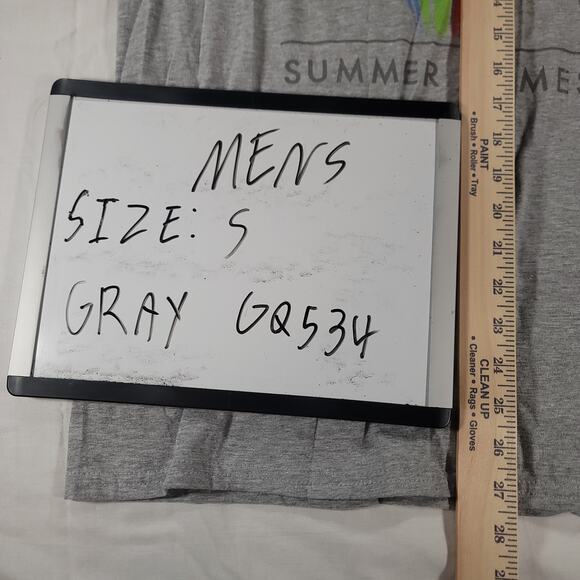 SUMMER
MENS
SIZE: S
GRAY GQ534
PAINT
• Brush • Roller • Tray
CLEAN UP
• Cleaner • Rags • Gloves
15
16
17
18
19
20
21
22
23
24
25
26
27
28